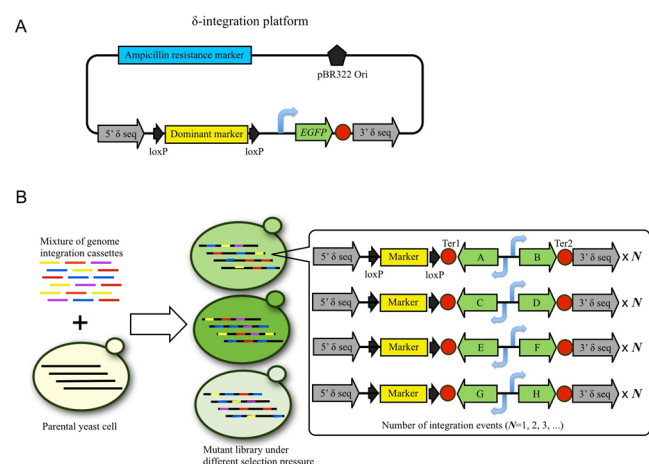 A
δ-integration platform
Ampicillin resistance marker
pBR322 Ori
5' δ seq
Dominant marker
EGFP
3' δ seq
loxP
loxP
B
Mixture of
genome
integration cassettes
+
Parental yeast cell
Mutant library under
different selection pressure
Ter1
Ter2
5' δ seq
Marker
A
B
3' δ seq
x N
loxP
loxP
5' δ seq
Marker
C
D
3' δ seq
x N
5' δ seq
Marker
E
F
3' δ seq
x N
5' δ seq
Marker
G
H
3' δ seq
x N
Number of integration events (N=1, 2, 3, ...)